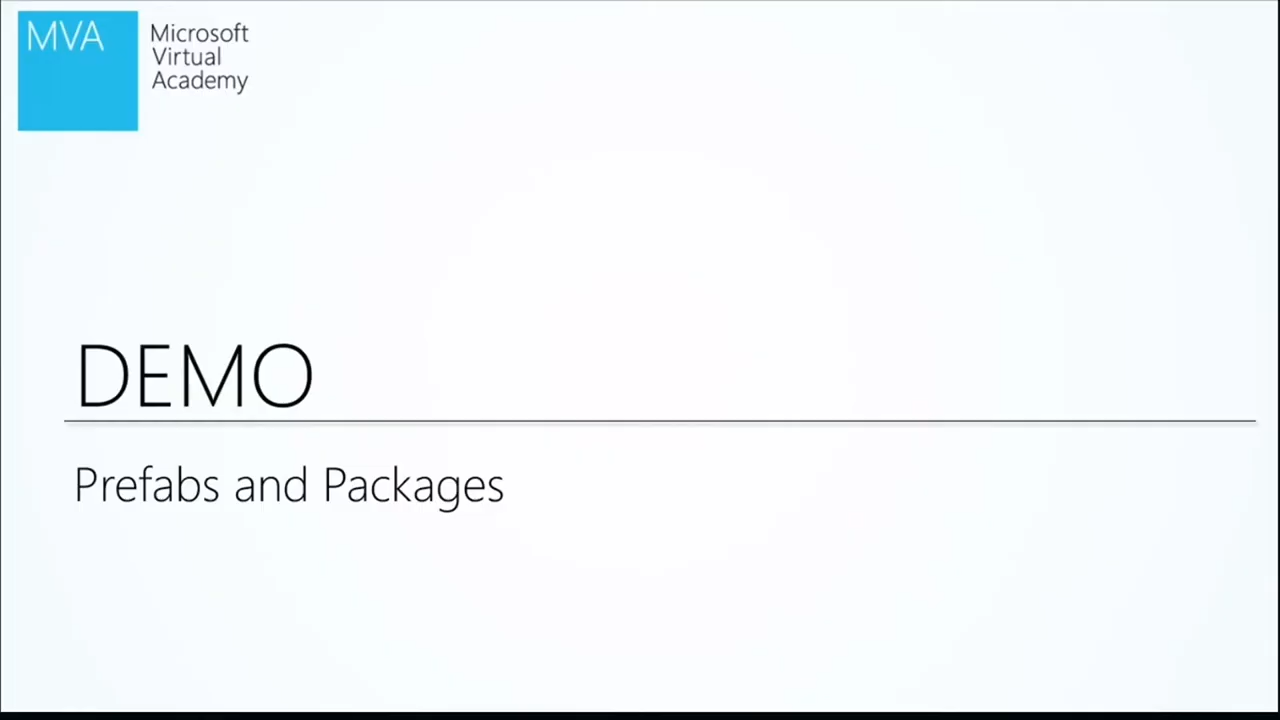 MVA
Microsoft
Virtual
Academy
DEMO
Prefabs and Packages